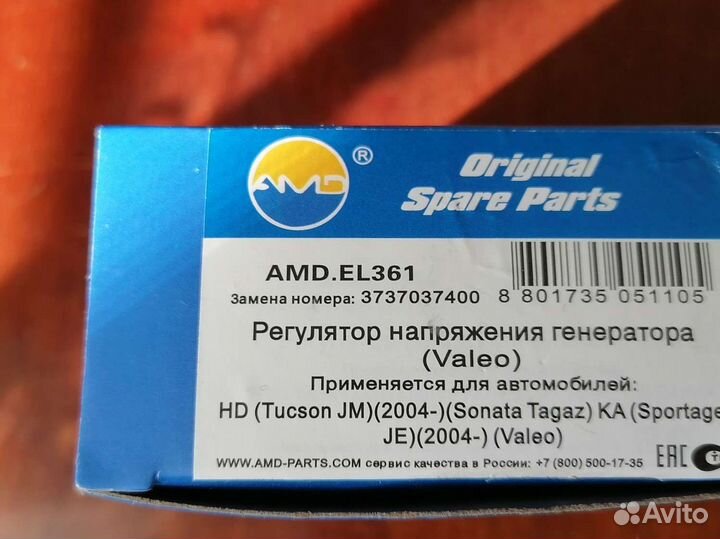 AMD ®
Original
Spare Parts
AMD.EL361
Замена номера: 3737037400
8 801735 051105
Регулятор напряжения генератора
(Valeo)
Применяется для автомобилей:
HD (Tucson JM)(2004-)(Sonata Tagaz) KA (Sportage
JE)(2004-) (Valeo)
WWW.AMD-PARTS.COM сервис качества в России: +7 (800) 500-17-35
EAC
Avito